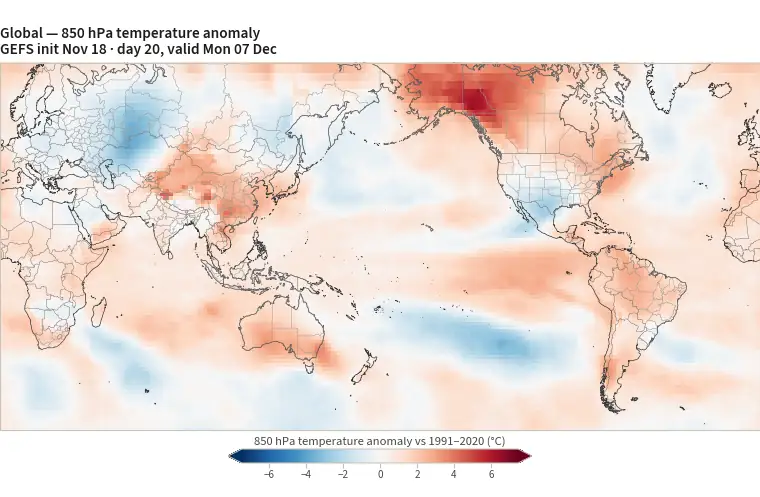 Global — 850 hPa temperature anomaly
GEFS init Nov 18 · day 20, valid Mon 07 Dec
850 hPa temperature anomaly vs 1991–2020 (°C)
−6 −4 −2 0 2 4 6